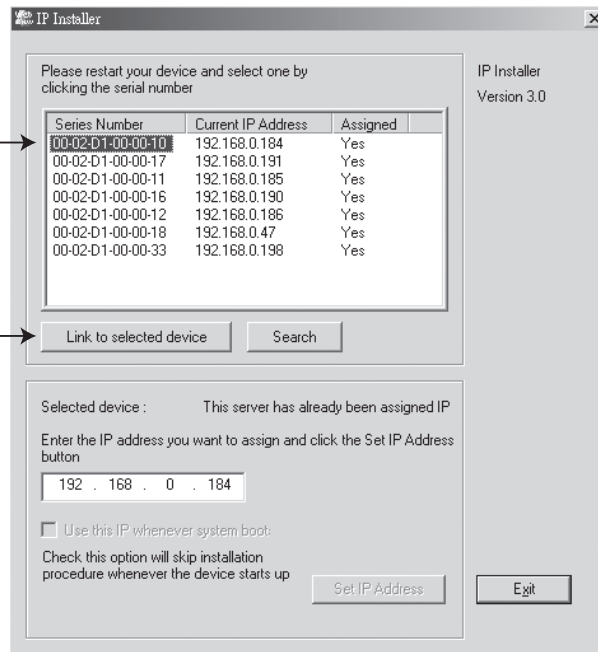 IP Installer
Please restart your device and select one by
clicking the serial number
IP Installer
Version 3.0
Series Number Current IP Address Assigned
00-02-D1-00-00-10 192.168.0.184 Yes
00-02-D1-00-00-17 192.168.0.191 Yes
00-02-D1-00-00-11 192.168.0.185 Yes
00-02-D1-00-00-16 192.168.0.190 Yes
00-02-D1-00-00-12 192.168.0.186 Yes
00-02-D1-00-00-18 192.168.0.47 Yes
00-02-D1-00-00-33 192.168.0.198 Yes
Link to selected device Search
Selected device : This server has already been assigned IP
Enter the IP address you want to assign and click the Set IP Address
button
192 . 168 . 0 . 184
Use this IP whenever system boot:
Check this option will skip installation
procedure whenever the device starts up
Set IP Address Exit